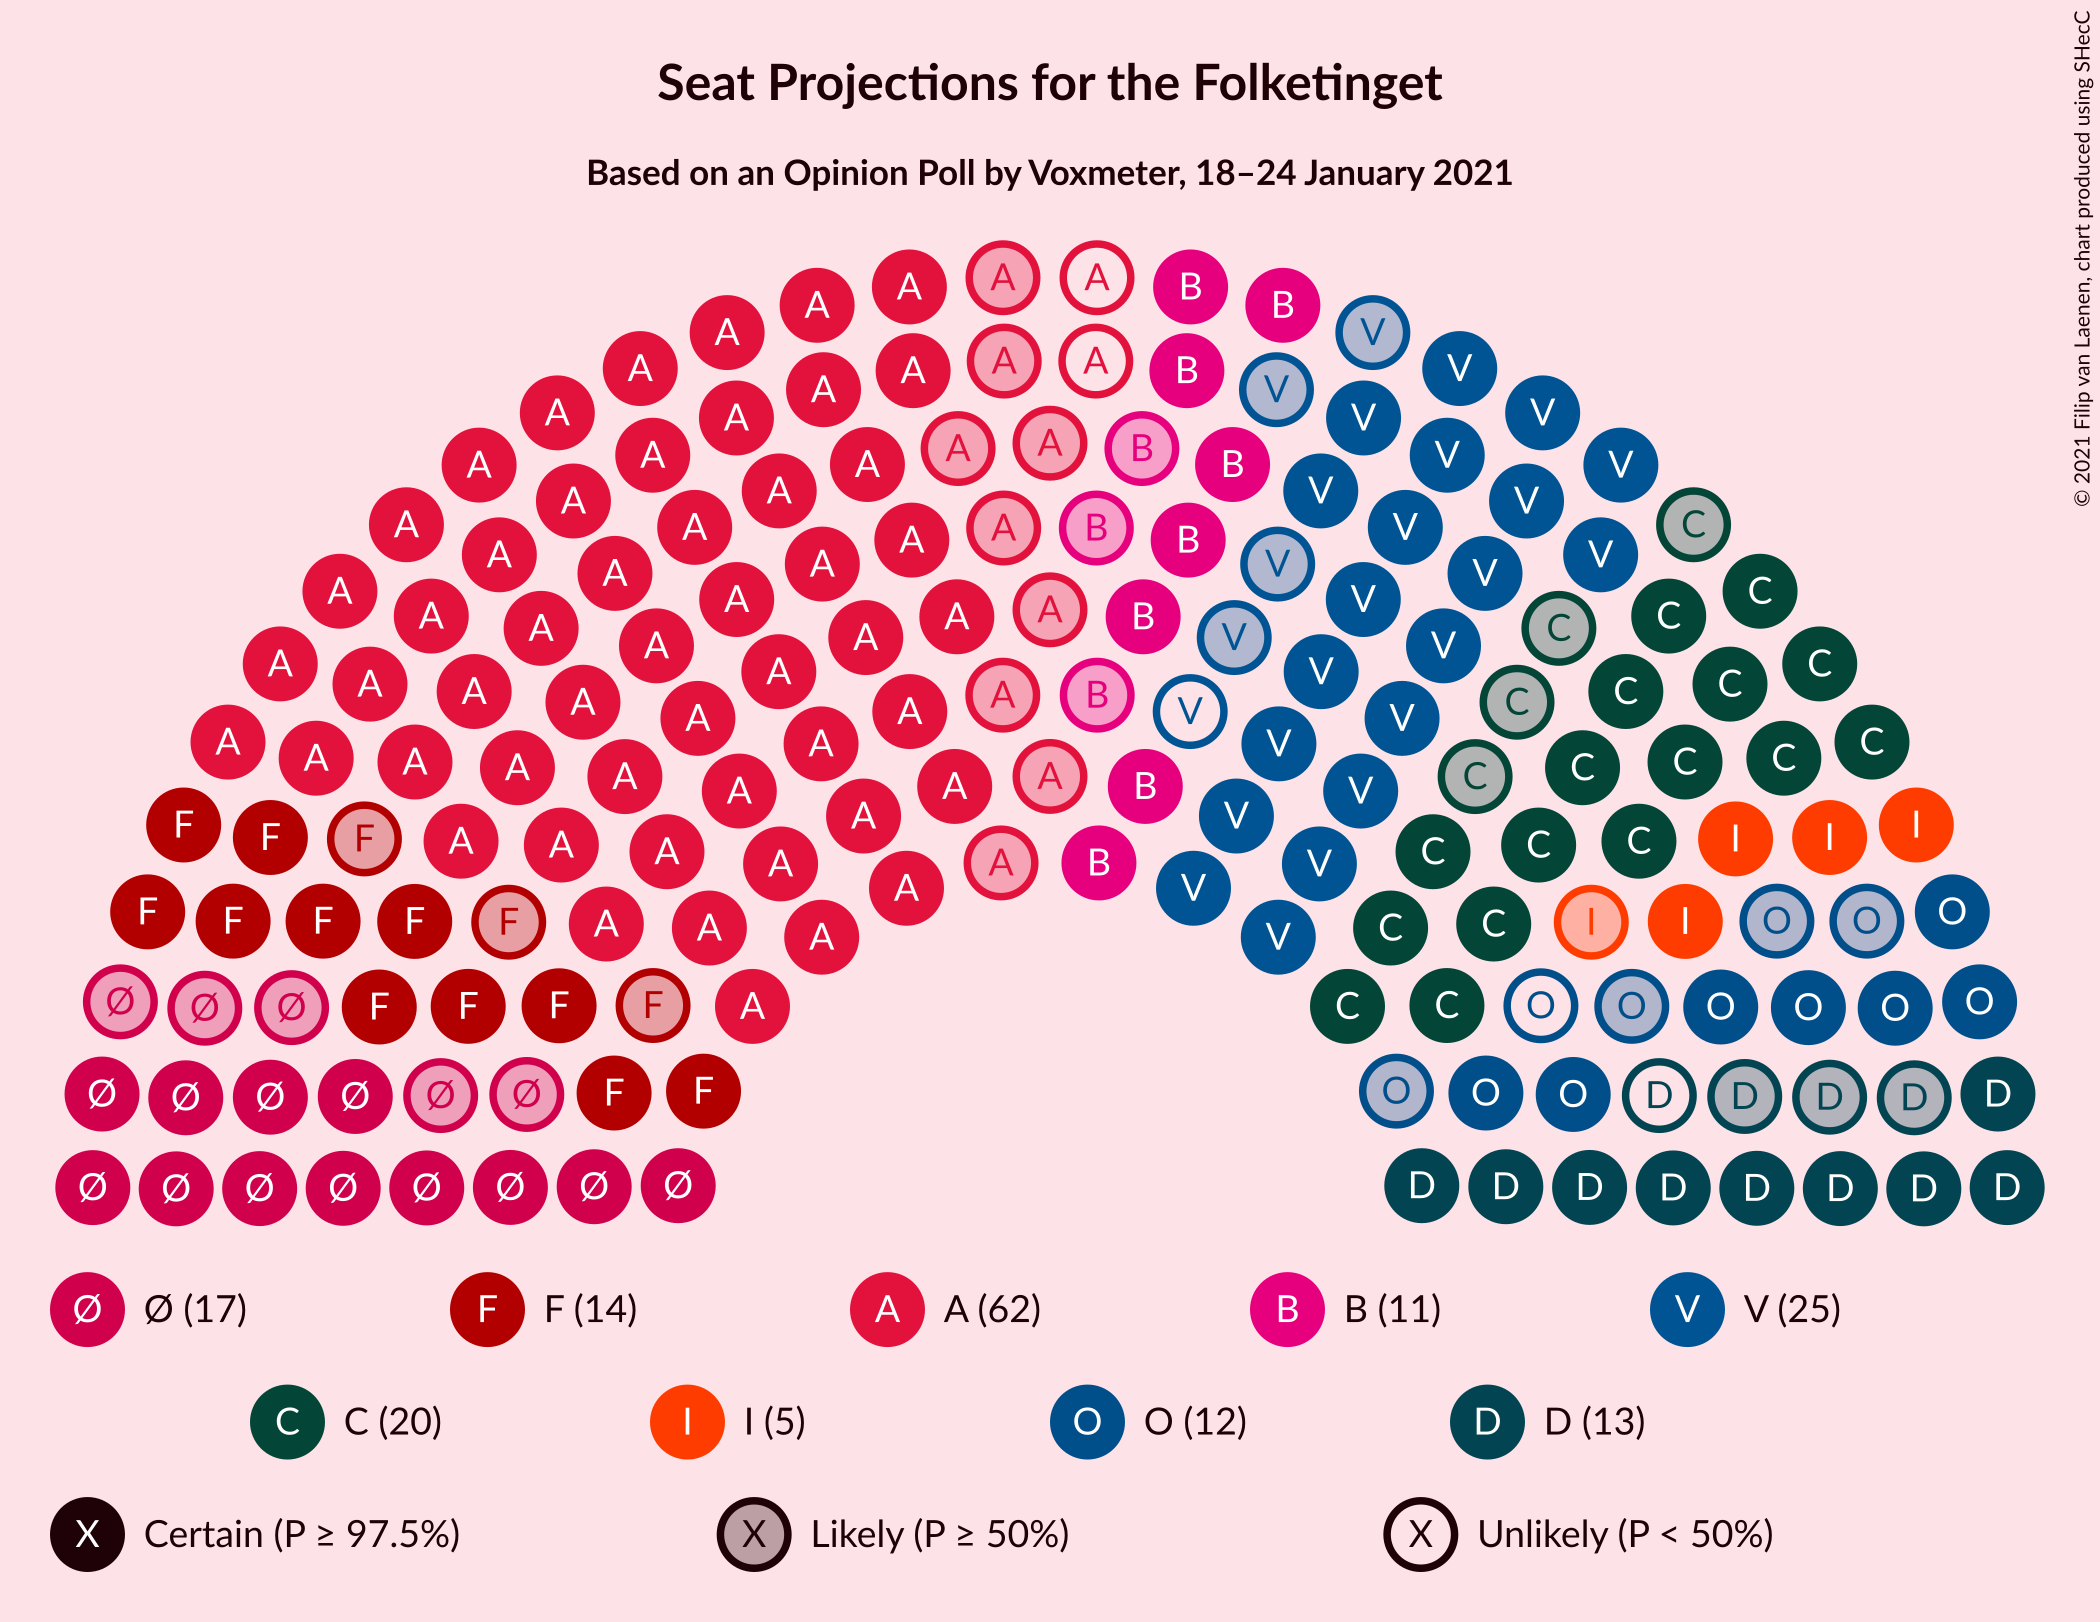 Seat Projections for the Folketinget
Based on an Opinion Poll by Voxmeter, 18–24 January 2021
© 2021 Filip van Laenen, chart produced using SHecC
A A A A B B V
A A A A A B V V V
A A A A A A B B V V V V
A A A A A A B B V V V V C
A A A A A A A B V V V V C C
A A A A A A A B V V V V C C C C
A A A A A A A A B V V V C C C C C
F F F A A A A A A B V V C C C I I I
F F F F F A A A A V C C I I O O O
Ø Ø Ø F F F F A C C O O O O O O
Ø Ø Ø Ø Ø Ø F F O O O D D D D D
Ø Ø Ø Ø Ø Ø Ø Ø D D D D D D D D
Ø Ø (17) F F (14) A A (62) B B (11) V V (25)
C C (20) I I (5) O O (12) D D (13)
X Certain (P ≥ 97.5%) X Likely (P ≥ 50%) X Unlikely (P < 50%)